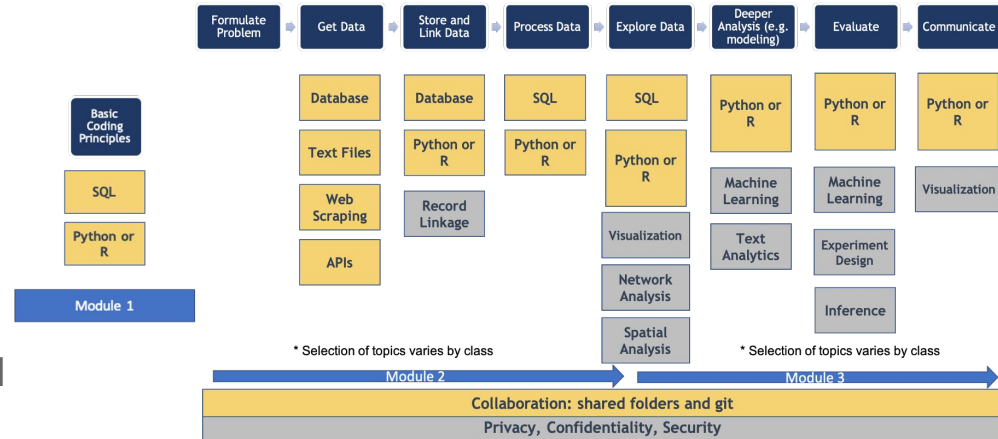 Formulate
Problem
Get Data
Store and
Link Data
Process Data
Explore Data
Deeper
Analysis (e.g.
modeling)
Evaluate
Communicate
Basic
Coding
Principles
SQL
Python or
R
Module 1
Database
Text Files
Web
Scraping
APIs
Database
Python or
R
Record
Linkage
SQL
Python or
R
SQL
Python or
R
Visualization
Network
Analysis
Spatial
Analysis
Python or
R
Machine
Learning
Text
Analytics
Python or
R
Machine
Learning
Experiment
Design
Inference
Python or
R
Visualization
* Selection of topics varies by class
* Selection of topics varies by class
Module 2
Module 3
Collaboration: shared folders and git
Privacy, Confidentiality, Security